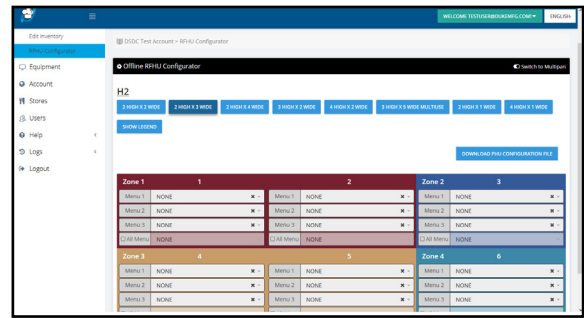 WELCOME TESTUSER@DUKEMFG.COM!
ENGLISH
Edit Inventory
RFHU Configurator
DSDC Test Account > RFHU Configurator
Equipment
Account
Stores
Users
Help
Logs
Logout
Offline RFHU Configurator
Switch to Multipan
H2
2 HIGH X 2 WIDE 2 HIGH X 3 WIDE 2 HIGH X 4 WIDE 3 HIGH X 2 WIDE 4 HIGH X 2 WIDE 3 HIGH X 5 WIDE MULTIUSE 2 HIGH X 1 WIDE 4 HIGH X 1 WIDE
SHOW LEGEND
DOWNLOAD PHU CONFIGURATION FILE
Zone 1 1 2 Zone 2 3
Menu 1 NONE Menu 1 NONE Menu 1 NONE
Menu 2 NONE Menu 2 NONE Menu 2 NONE
Menu 3 NONE Menu 3 NONE Menu 3 NONE
All Menu NONE All Menu NONE All Menu NONE
Zone 3 4 5 Zone 4 6
Menu 1 NONE Menu 1 NONE Menu 1 NONE
Menu 2 NONE Menu 2 NONE Menu 2 NONE
Menu 3 NONE Menu 3 NONE Menu 3 NONE